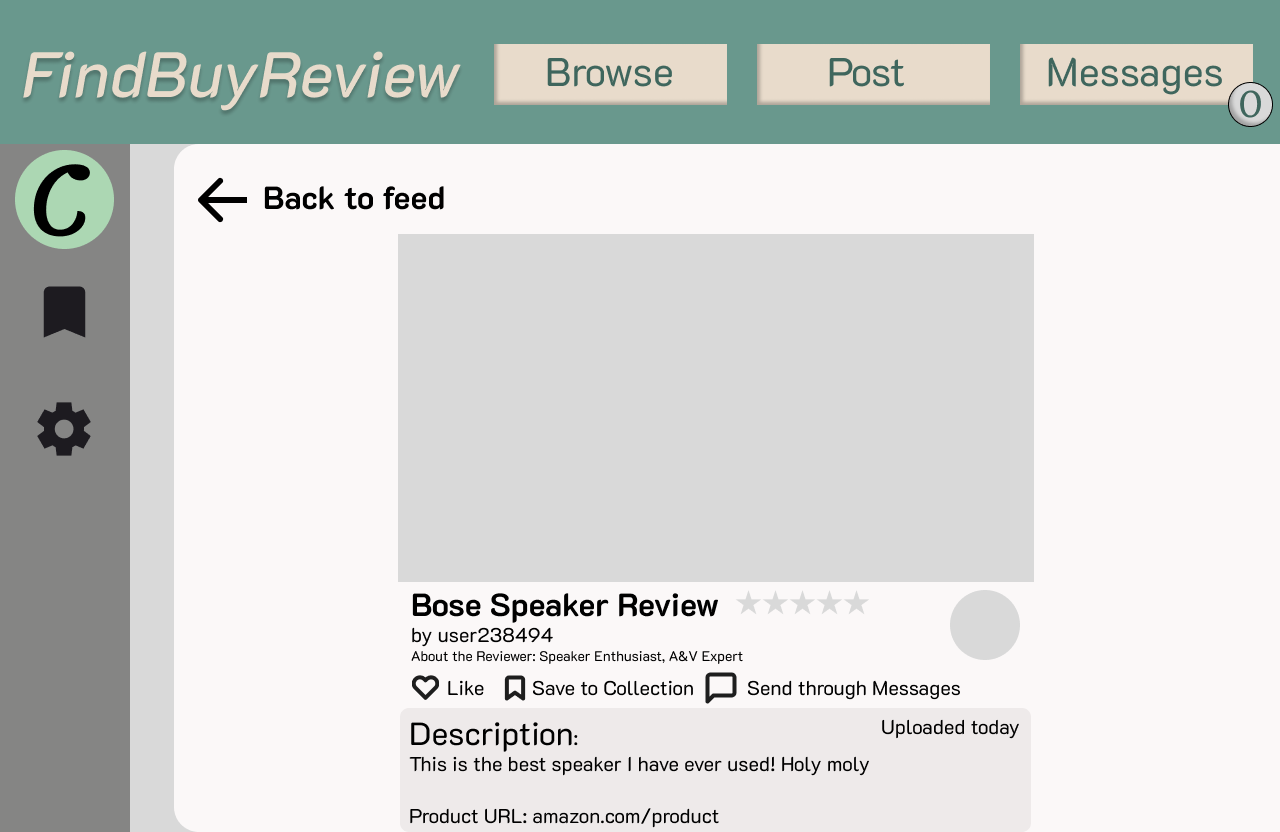 FindBuyReview
Browse
Post
Messages
0
C
Back to feed
Bose Speaker Review
by user238494
About the Reviewer: Speaker Enthusiast, A&V Expert
Like
Save to Collection
Send through Messages
Description:
Uploaded today
This is the best speaker I have ever used! Holy moly
Product URL: amazon.com/product